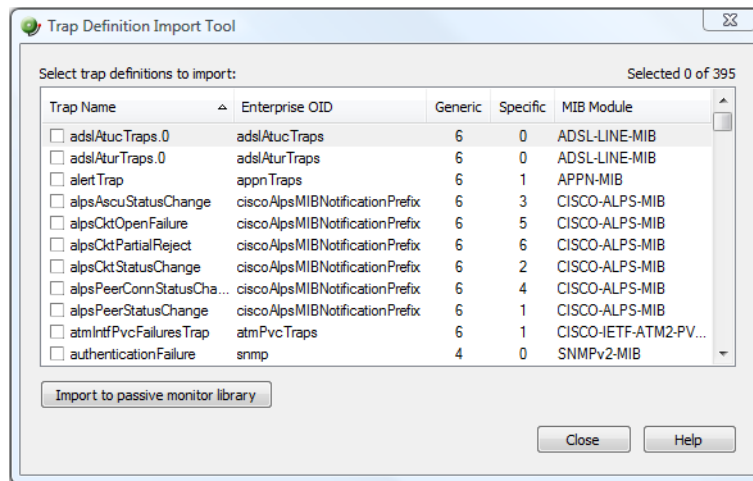 Trap Definition Import Tool
Select trap definitions to import: Selected 0 of 395
Trap Name Enterprise OID Generic Specific MIB Module
adslAtucTraps.0 adslAtucTraps 6 0 ADSL-LINE-MIB
adslAturTraps.0 adslAturTraps 6 0 ADSL-LINE-MIB
alertTrap appnTraps 6 1 APPN-MIB
alpsAscuStatusChange ciscoAlpsMIBNotificationPrefix 6 3 CISCO-ALPS-MIB
alpsCktOpenFailure ciscoAlpsMIBNotificationPrefix 6 5 CISCO-ALPS-MIB
alpsCktPartialReject ciscoAlpsMIBNotificationPrefix 6 6 CISCO-ALPS-MIB
alpsCktStatusChange ciscoAlpsMIBNotificationPrefix 6 2 CISCO-ALPS-MIB
alpsPeerConnStatusCha... ciscoAlpsMIBNotificationPrefix 6 4 CISCO-ALPS-MIB
alpsPeerStatusChange ciscoAlpsMIBNotificationPrefix 6 1 CISCO-ALPS-MIB
atmIntfPvcFailuresTrap atmPvcTraps 6 1 CISCO-IETF-ATM2-PV...
authenticationFailure snmp 4 0 SNMPv2-MIB
Import to passive monitor library
Close Help